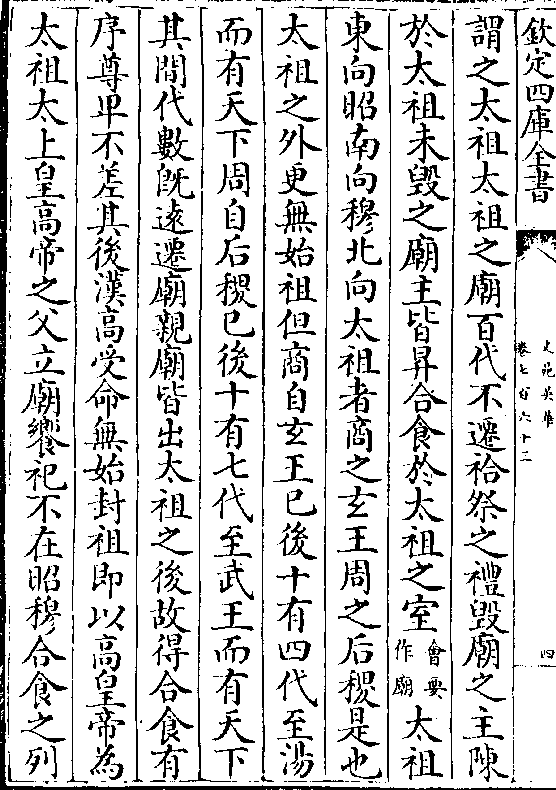 欽定四庫全書
文苑英華
卷七百六十二
四
謂之太祖太祖之廟百代不遷祫祭之禮毀廟之主陳
於太祖未毀之廟主皆昇合食於太祖之室會要作廟太祖
東向昭南向穆北向太祖者商之玄王周之后稷是也
太祖之外更無始祖但商自玄王已後十有四代至湯
而有天下周自后稷已後十有七代至武王而有天下
其間代數既逺遷廟親廟皆出太祖之後故得合食有
序尊卑不差其後漢髙受命無始封祖即以髙皇帝為
太祖太上皇髙帝之父立廟饗祀不在昭穆合食之列